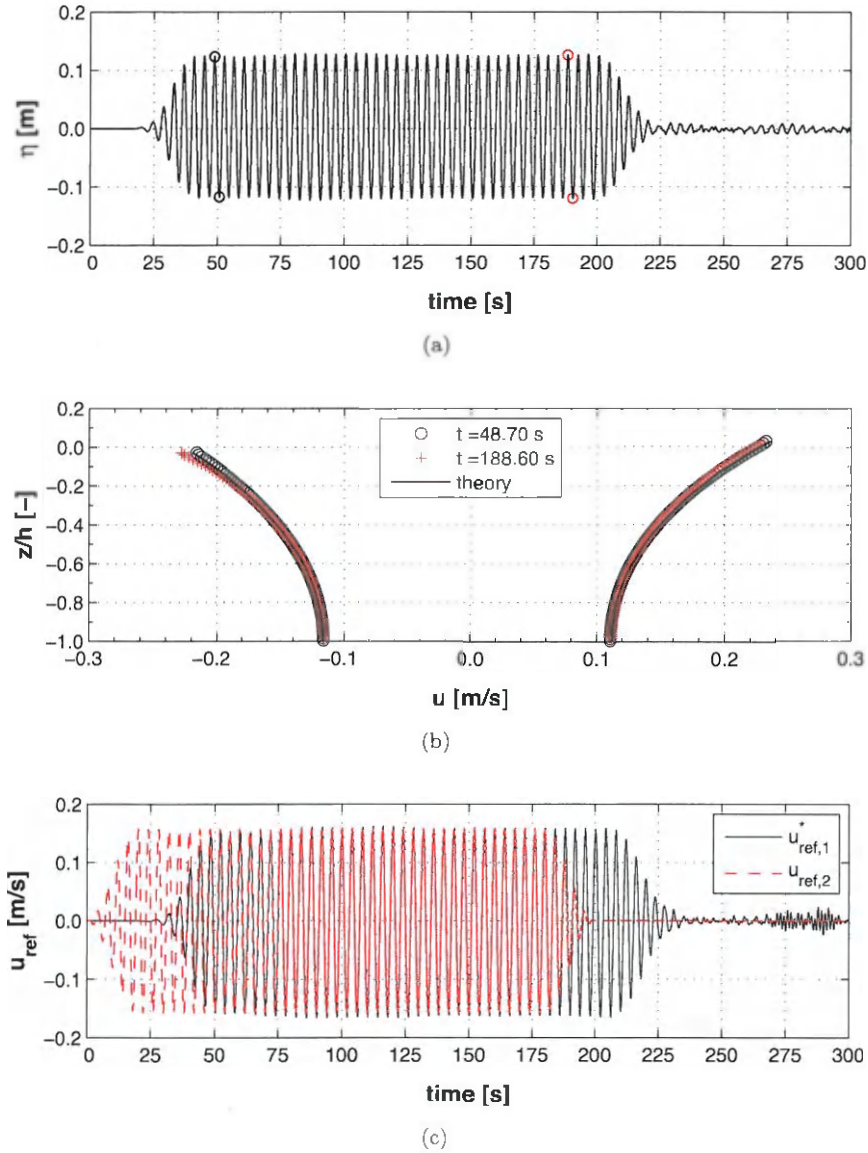 0.2
0.1
0.0
−0.1
−0.2
η [m]
0 25 50 75 100 125 150 175 200 225 250 275 300
time [s]
(a)
0.2
0.0
−0.2
−0.4
−0.6
−0.8
−1.0
z/h [-]
t =48.70 s
t =188.60 s
theory
−0.3 −0.2 −0.1 0.0 0.1 0.2 0.3
u [m/s]
(b)
0.2
0.1
0.0
−0.1
−0.2
u_ref [m/s]
u*_ref,1
u_ref,2
0 25 50 75 100 125 150 175 200 225 250 275 300
time [s]
(c)